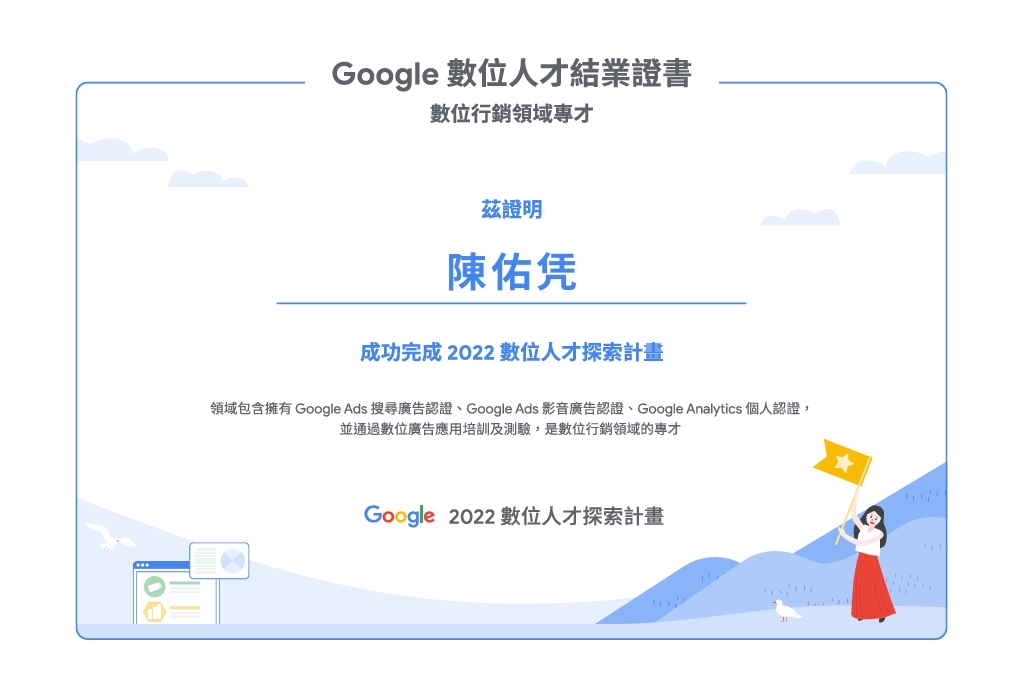 Google 數位人才結業證書
數位行銷領域專才
茲證明
陳佑凭
成功完成 2022 數位人才探索計畫
領域包含擁有 Google Ads 搜尋廣告認證、Google Ads 影音廣告認證、Google Analytics 個人認證，
並通過數位廣告應用培訓及測驗，是數位行銷領域的專才
Google 2022 數位人才探索計畫